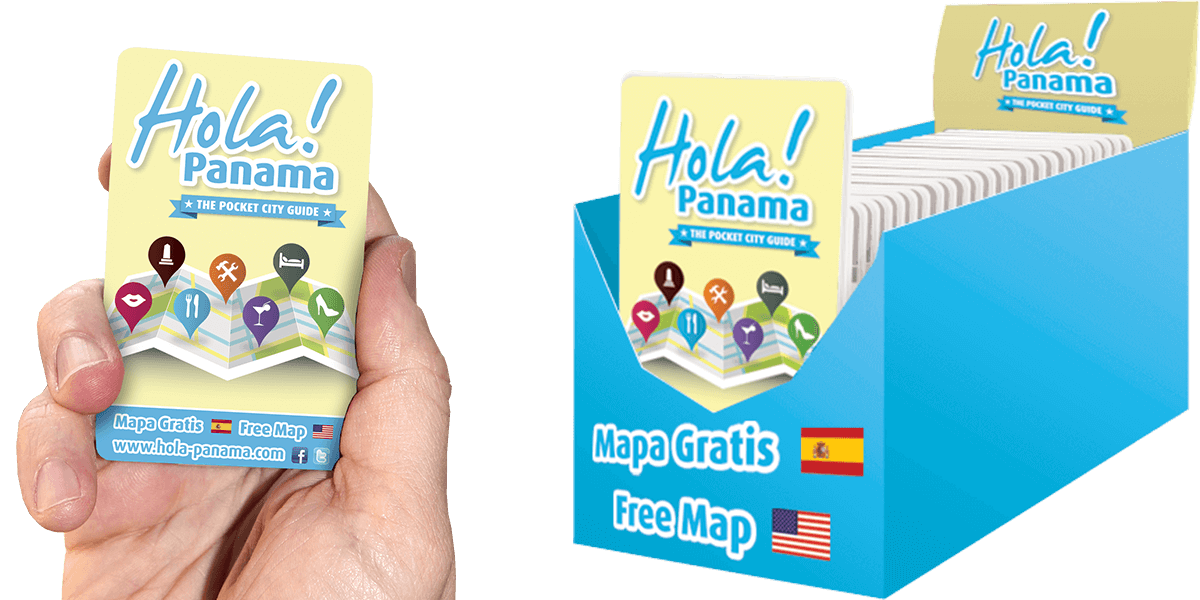 Hola!
Panama
★ THE POCKET CITY GUIDE ★
Mapa Gratis Free Map
www.hola-panama.com f t
Hola!
Panama
★ THE POCKET CITY GUIDE ★
Mapa Gratis
Free Map
Hola!
Panama
★ THE POCKET CITY GUIDE ★